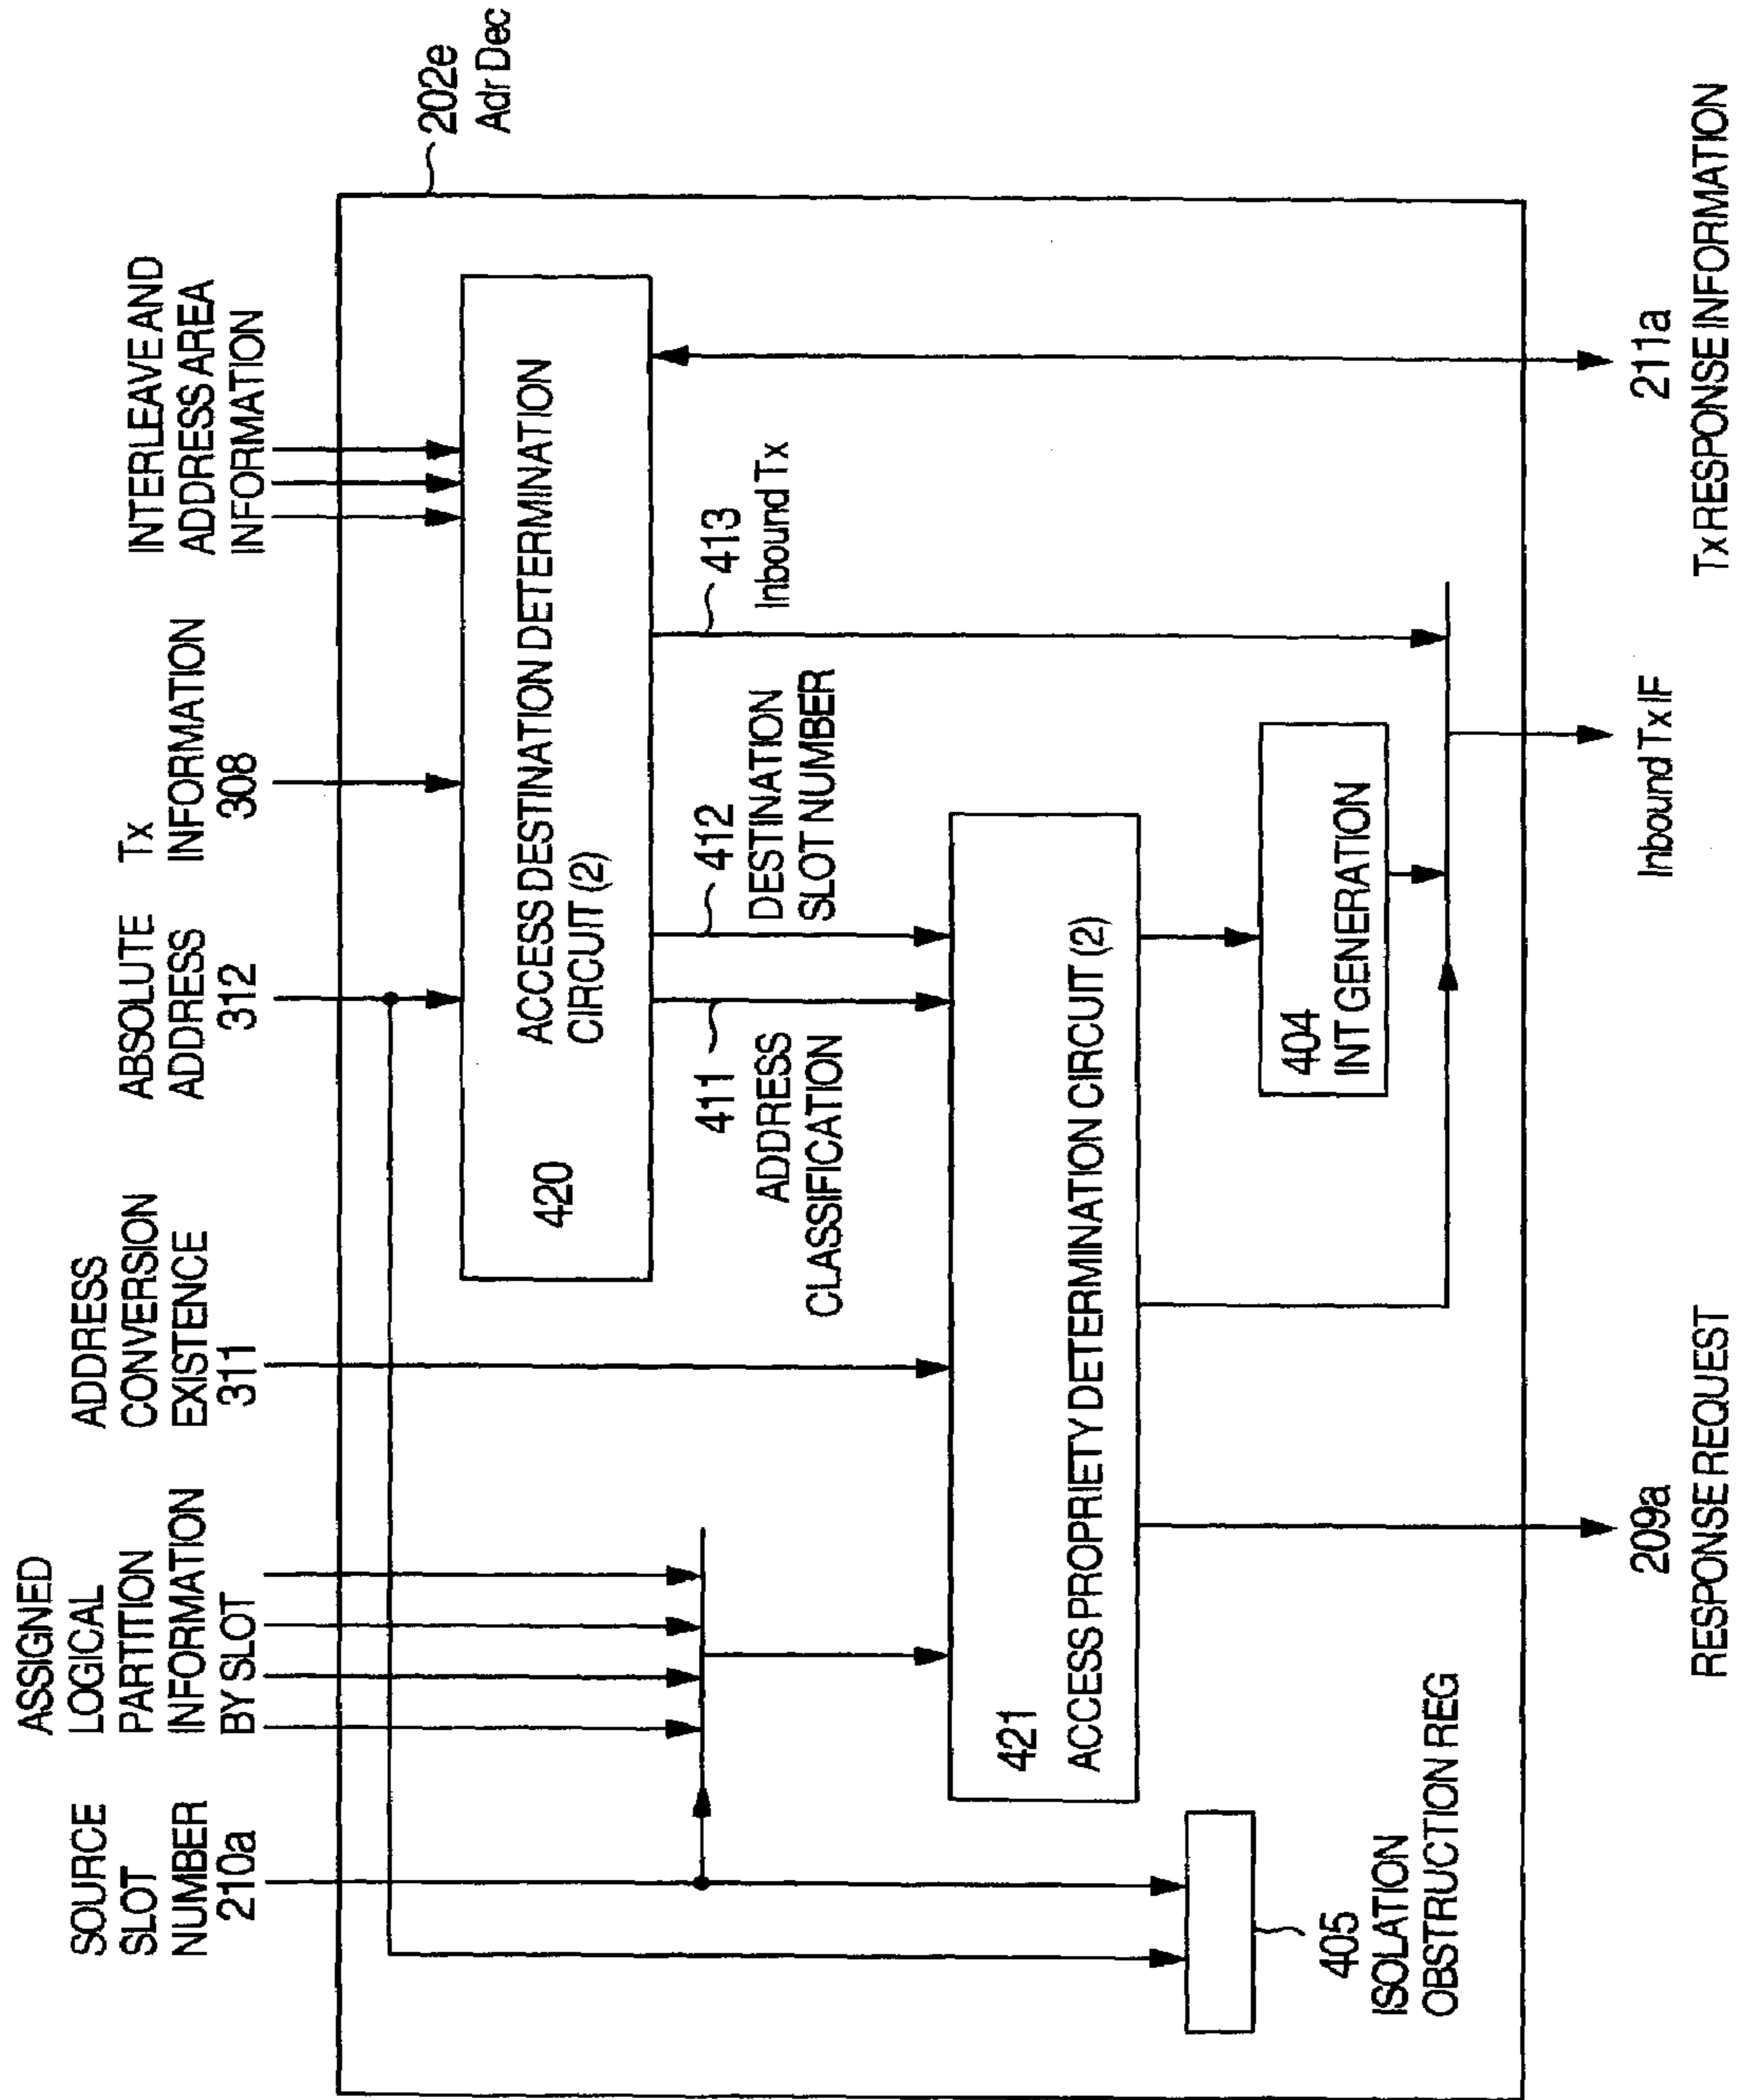 SOURCE
SLOT
NUMBER
210a
ASSIGNED
LOGICAL
PARTITION
INFORMATION
BY SLOT
ADDRESS
CONVERSION
EXISTENCE
311
ABSOLUTE
ADDRESS
312
Tx
INFORMATION
308
INTERLEAVE AND
ADDRESS AREA
INFORMATION
202e
Adr Dec
420
ACCESS DESTINATION DETERMINATION
CIRCUIT (2)
411
ADDRESS
CLASSIFICATION
412
DESTINATION
SLOT NUMBER
413
Inbound Tx
421
ACCESS PROPRIETY DETERMINATION CIRCUIT (2)
404
INT GENERATION
405
ISOLATION
OBSTRUCTION REG
209a
RESPONSE REQUEST
Inbound Tx IF
211a
Tx RESPONSE INFORMATION